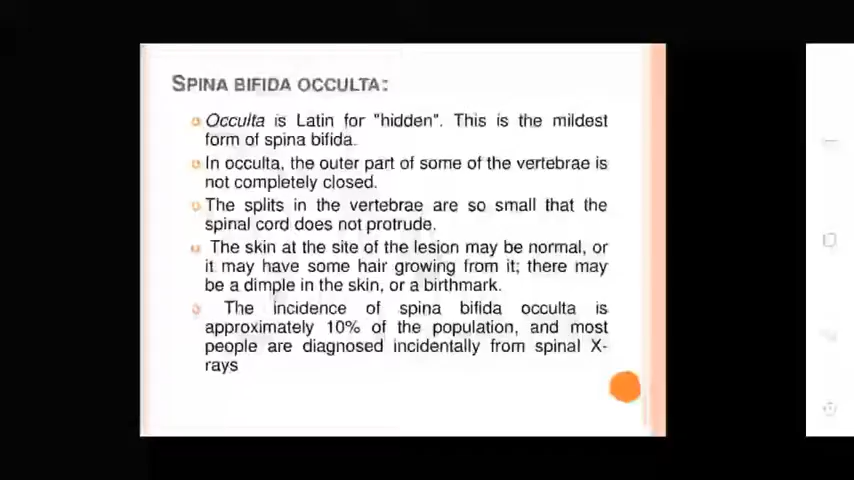 SPINA BIFIDA OCCULTA:
Occulta is Latin for "hidden". This is the mildest
form of spina bifida.
In occulta, the outer part of some of the vertebrae is
not completely closed.
The splits in the vertebrae are so small that the
spinal cord does not protrude.
The skin at the site of the lesion may be normal, or
it may have some hair growing from it; there may
be a dimple in the skin, or a birthmark.
The incidence of spina bifida occulta is
approximately 10% of the population, and most
people are diagnosed incidentally from spinal X-
rays